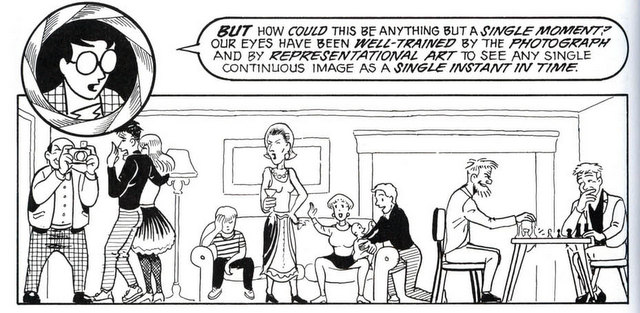 BUT HOW COULD THIS BE ANYTHING BUT A SINGLE MOMENT?
OUR EYES HAVE BEEN WELL-TRAINED BY THE PHOTOGRAPH
AND BY REPRESENTATIONAL ART TO SEE ANY SINGLE
CONTINUOUS IMAGE AS A SINGLE INSTANT IN TIME.